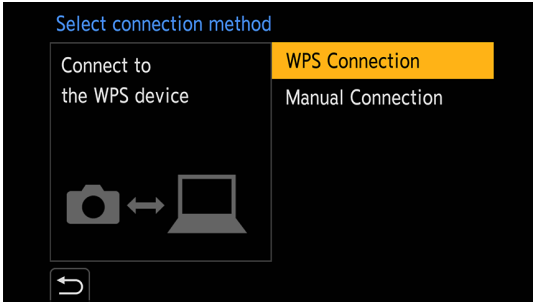 Select connection method
Connect to
the WPS device
WPS Connection
Manual Connection